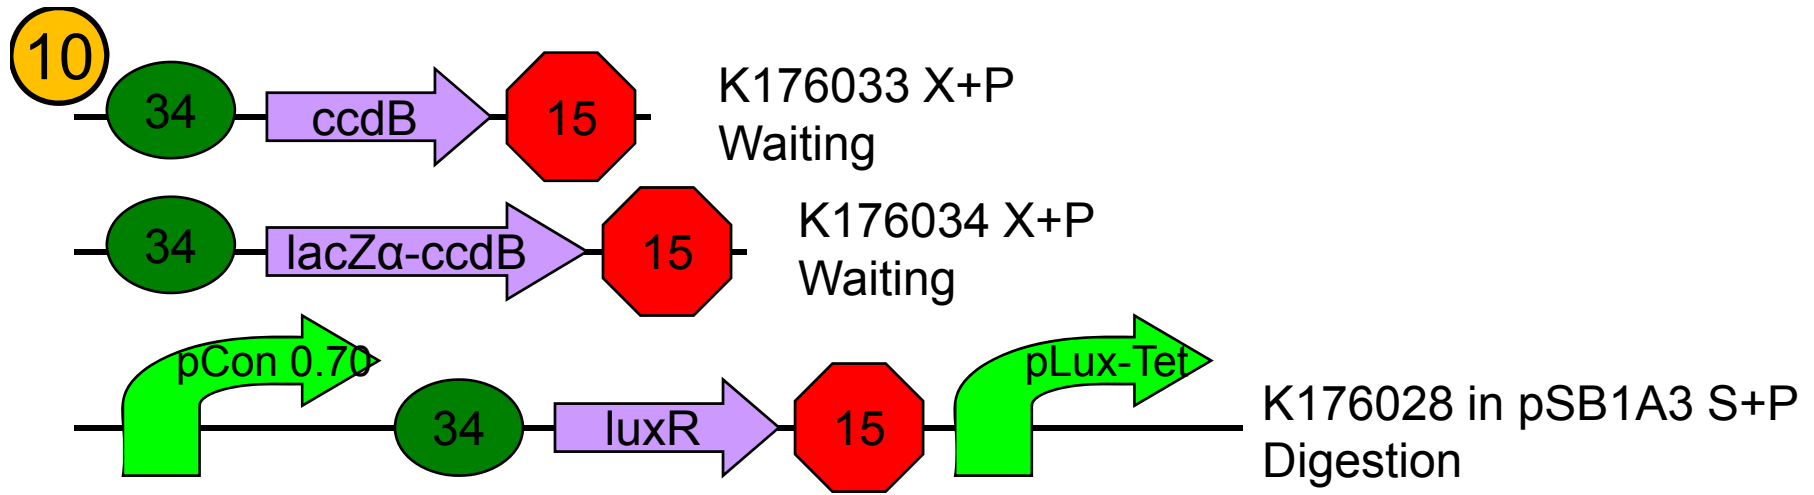 10
34 ccdB 15 K176033 X+P
Waiting
34 lacZα-ccdB 15 K176034 X+P
Waiting
pCon 0.70 pLux-Tet
34 luxR 15 K176028 in pSB1A3 S+P
Digestion